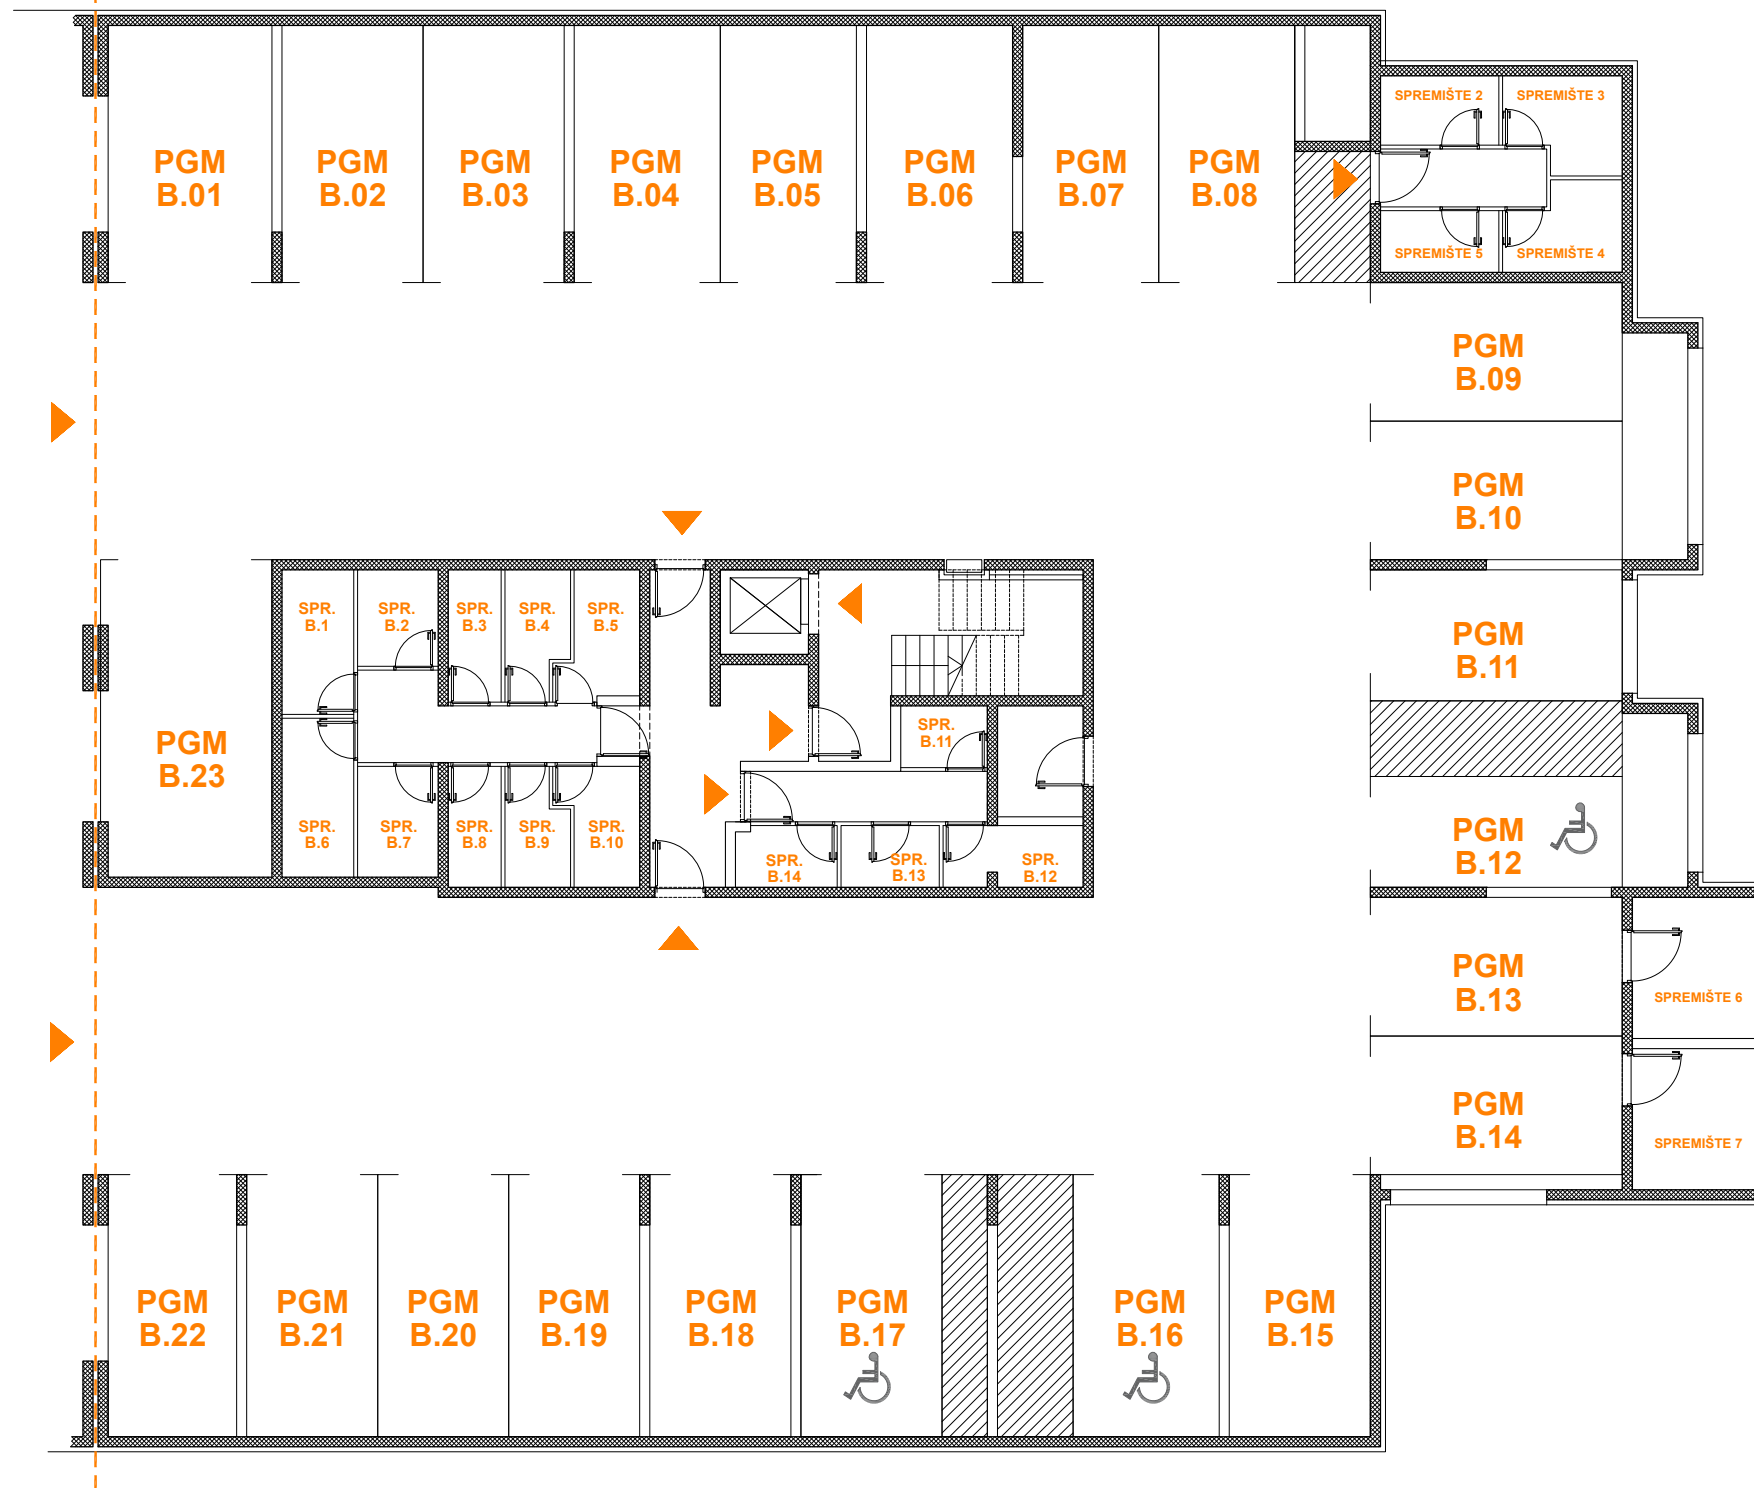 SPREMIŠTE 2
SPREMIŠTE 3
PGM
B.01
PGM
B.02
PGM
B.03
PGM
B.04
PGM
B.05
PGM
B.06
PGM
B.07
PGM
B.08
SPREMIŠTE 5
SPREMIŠTE 4
PGM
B.09
PGM
B.10
SPR.
B.1
SPR.
B.2
SPR.
B.3
SPR.
B.4
SPR.
B.5
PGM
B.11
SPR.
B.11
PGM
B.23
SPR.
B.6
SPR.
B.7
SPR.
B.8
SPR.
B.9
SPR.
B.10
SPR.
B.14
SPR.
B.13
SPR.
B.12
PGM
B.12
PGM
B.13
SPREMIŠTE 6
PGM
B.14
SPREMIŠTE 7
PGM
B.22
PGM
B.21
PGM
B.20
PGM
B.19
PGM
B.18
PGM
B.17
PGM
B.16
PGM
B.15